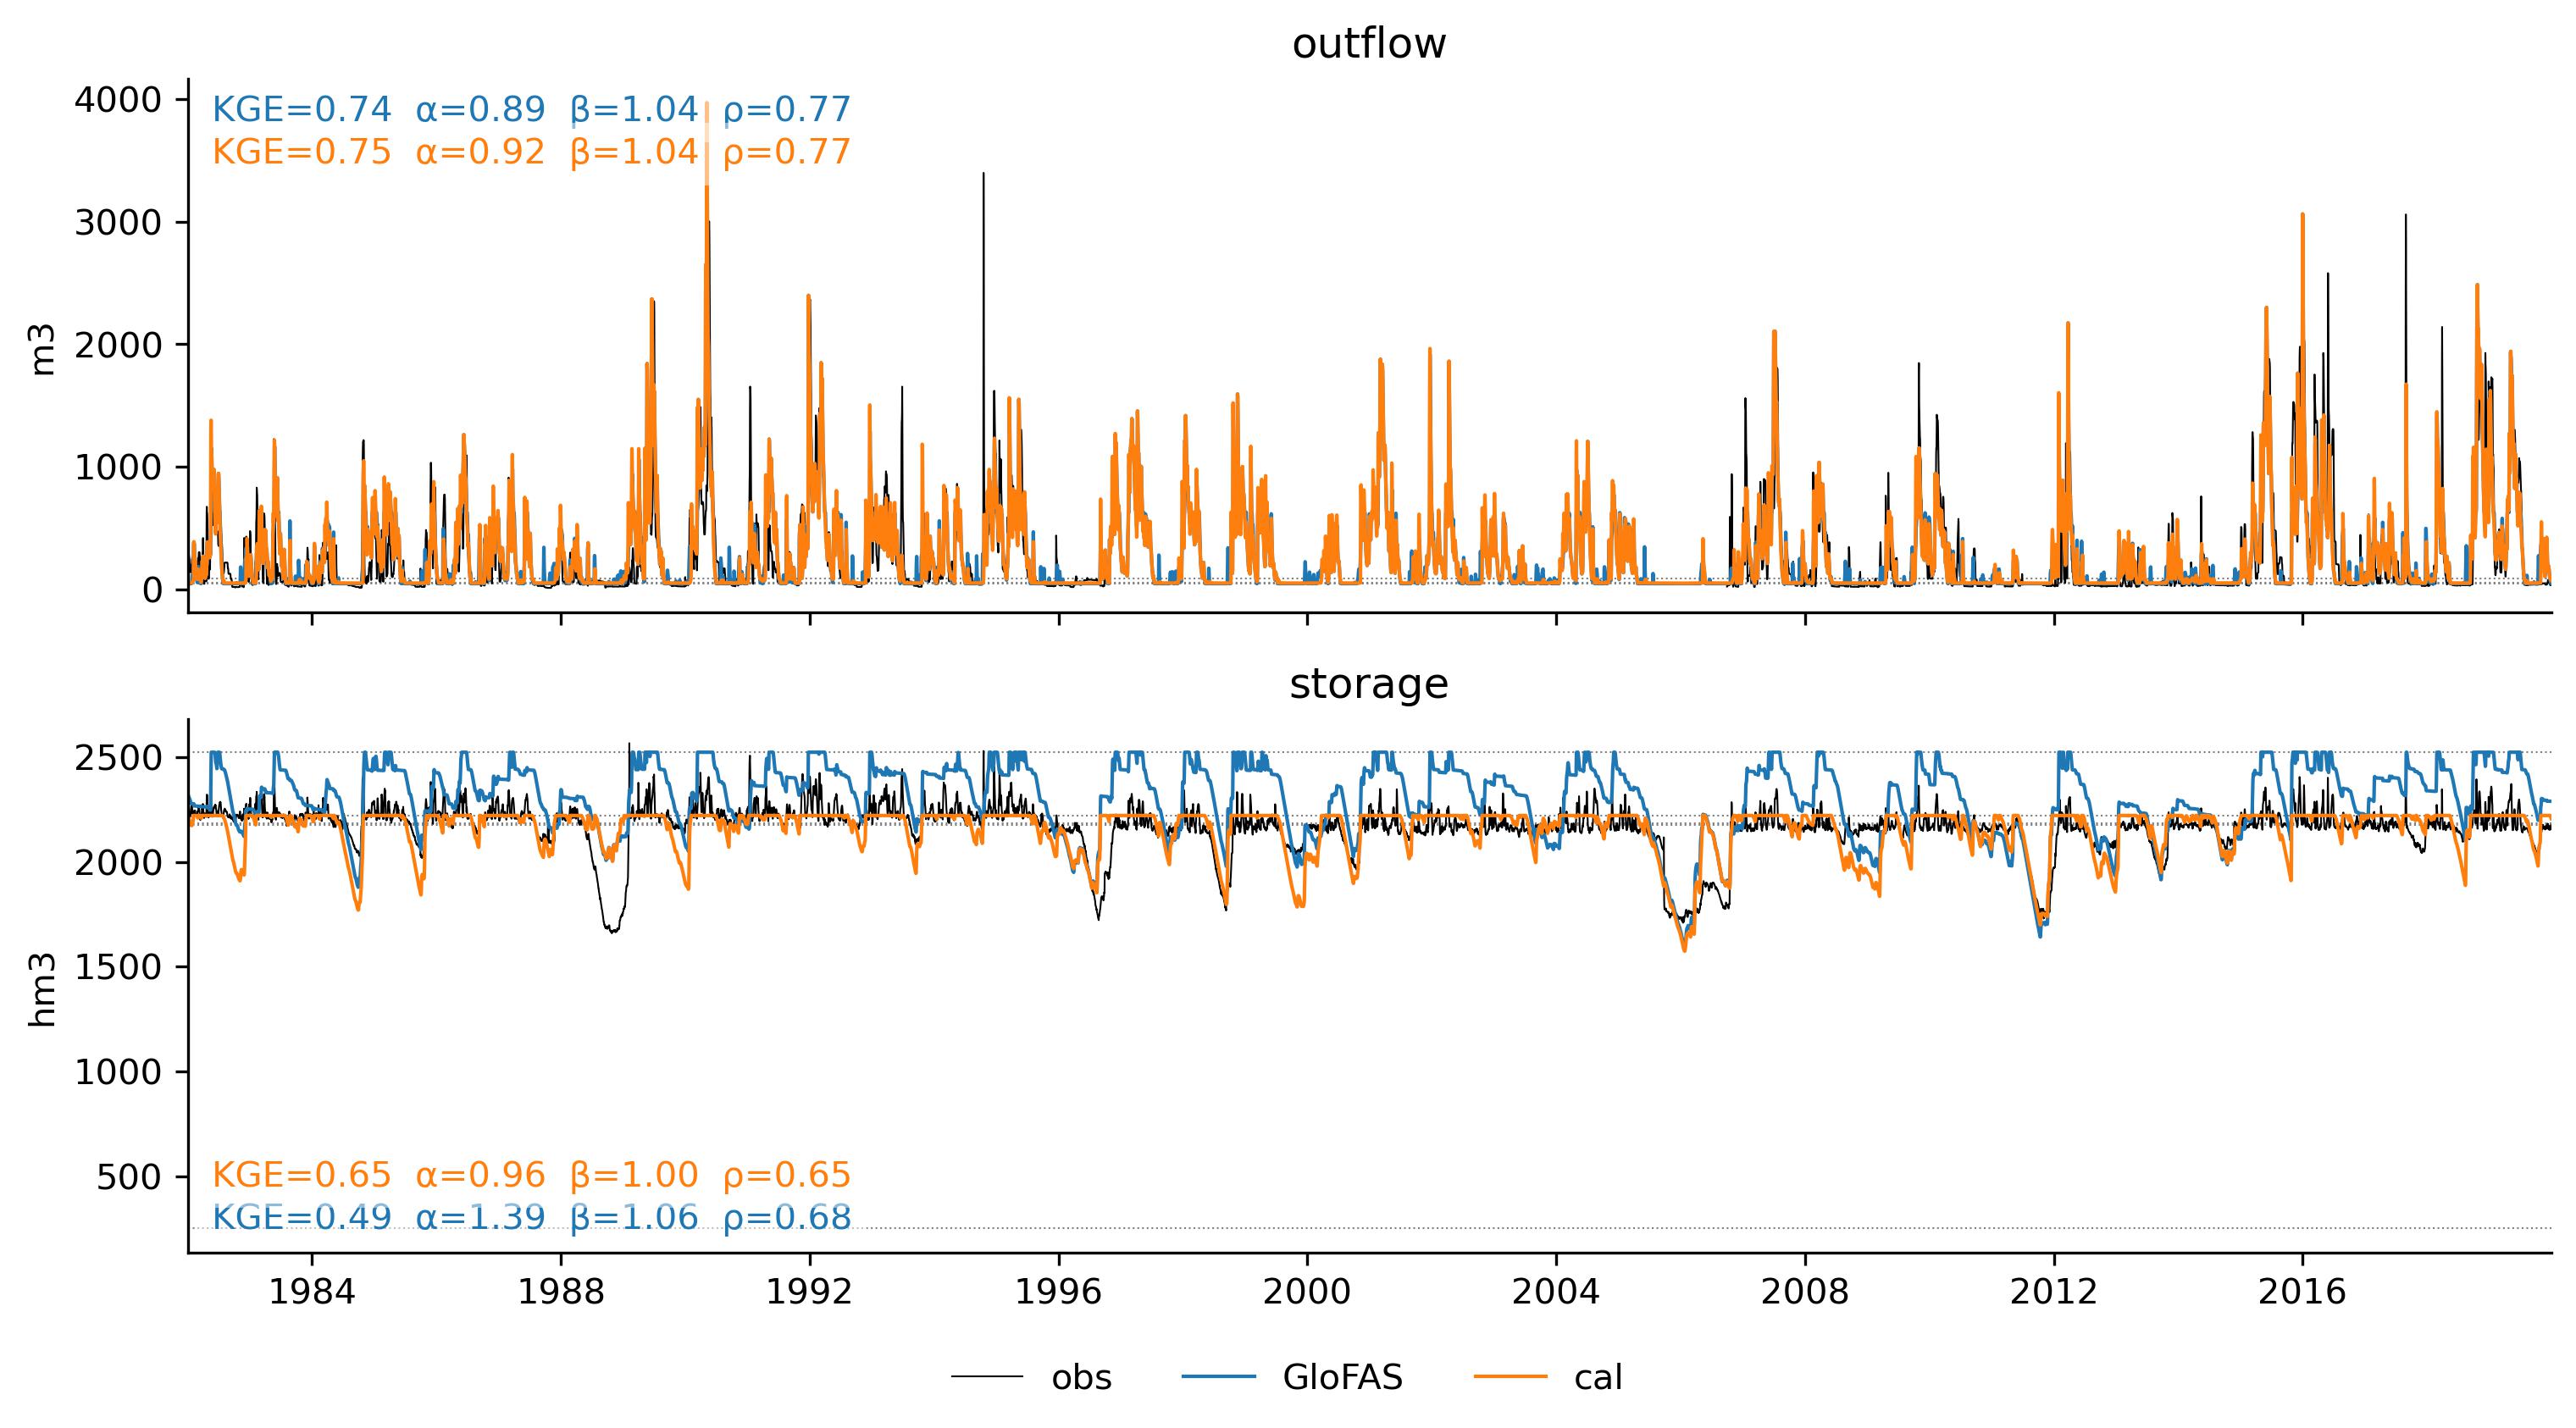 outflow
4000
3000
2000
1000
0
m3
KGE=0.74 α=0.89 β=1.04 ρ=0.77
KGE=0.75 α=0.92 β=1.04 ρ=0.77
storage
2500
2000
1500
1000
500
hm3
KGE=0.65 α=0.96 β=1.00 ρ=0.65
KGE=0.49 α=1.39 β=1.06 ρ=0.68
1984 1988 1992 1996 2000 2004 2008 2012 2016
obs GloFAS cal